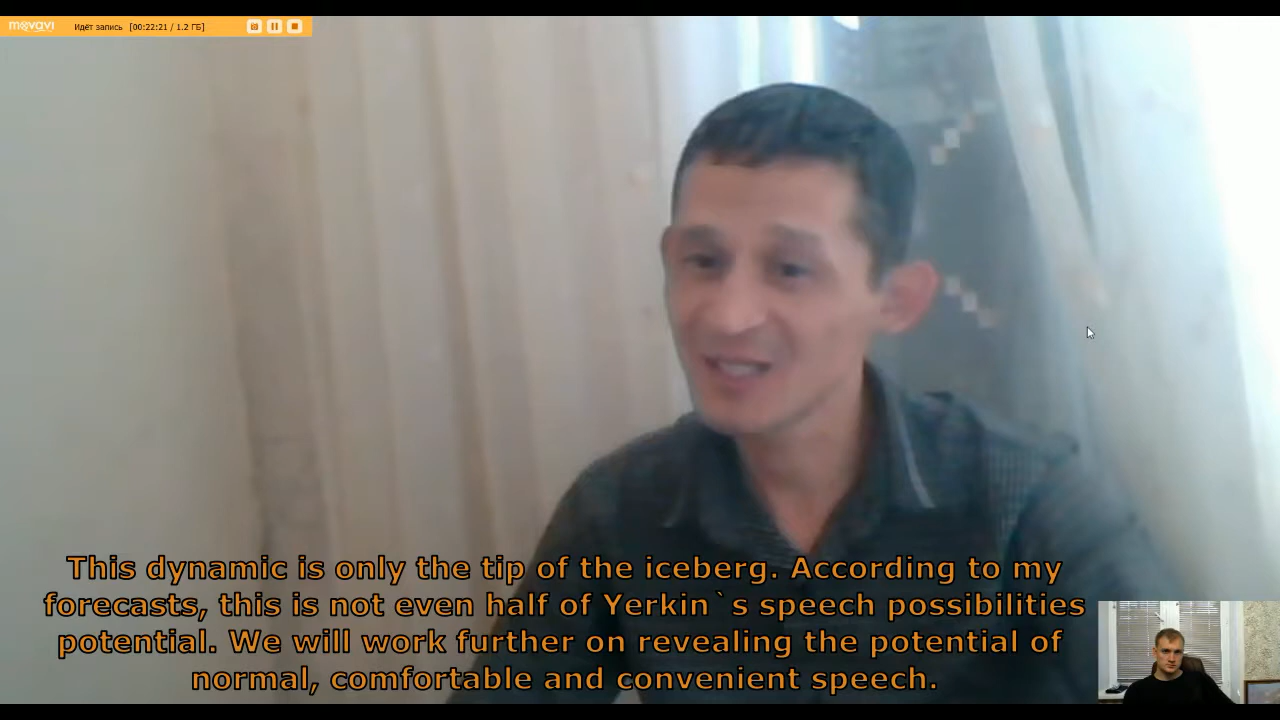 movavi
Идёт запись [00:22:21 / 1.2 ГБ]
This dynamic is only the tip of the iceberg. According to my
forecasts, this is not even half of Yerkin`s speech possibilities
potential. We will work further on revealing the potential of
normal, comfortable and convenient speech.